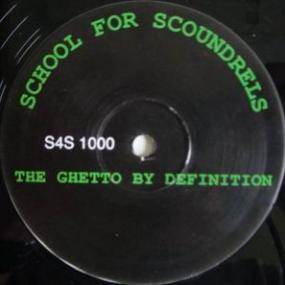 SCHOOL FOR SCOUNDRELS
S4S 1000
THE GHETTO BY DEFINITION